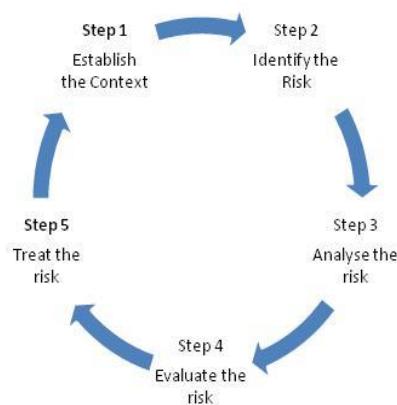 Step 1
Establish
the Context
Step 2
Identify the
Risk
Step 3
Analyse the
risk
Step 4
Evaluate the
risk
Step 5
Treat the
risk